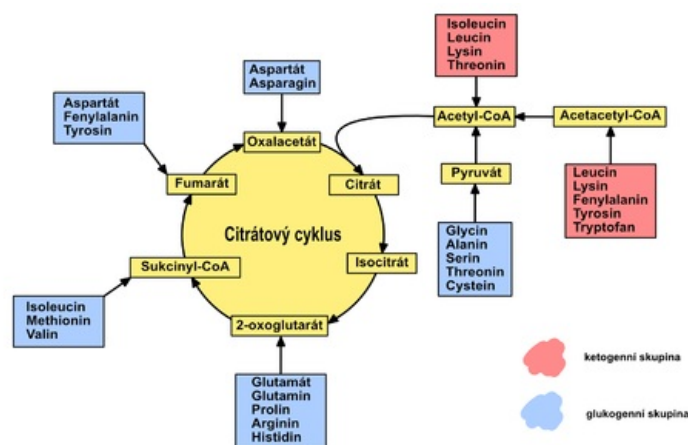 Isoleucin
Leucin
Lysin
Threonin
Aspartát
Asparagin
Aspartát
Fenylalanin
Tyrosin
Acetyl-CoA
Acetacetyl-CoA
Oxalacetát
Fumarát
Citrát
Pyruvát
Leucin
Lysin
Fenylalanin
Tyrosin
Tryptofan
Glycin
Alanin
Serin
Threonin
Cystein
Citrátový cyklus
Sukcinyl-CoA
Isocitrát
Isoleucin
Methionin
Valin
2-oxoglutarát
Glutamát
Glutamin
Prolin
Arginin
Histidin
ketogenní skupina
glukogenní skupina